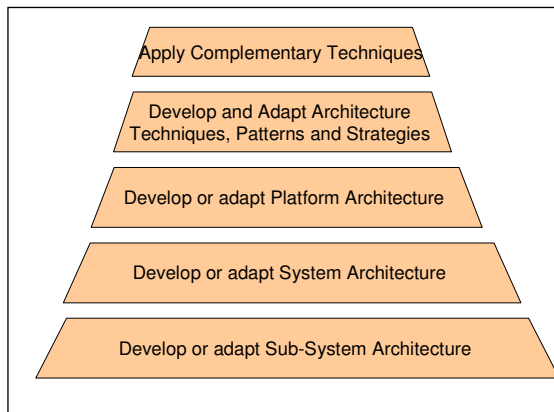 Apply Complementary Techniques
Develop and Adapt Architecture
Techniques, Patterns and Strategies
Develop or adapt Platform Architecture
Develop or adapt System Architecture
Develop or adapt Sub-System Architecture